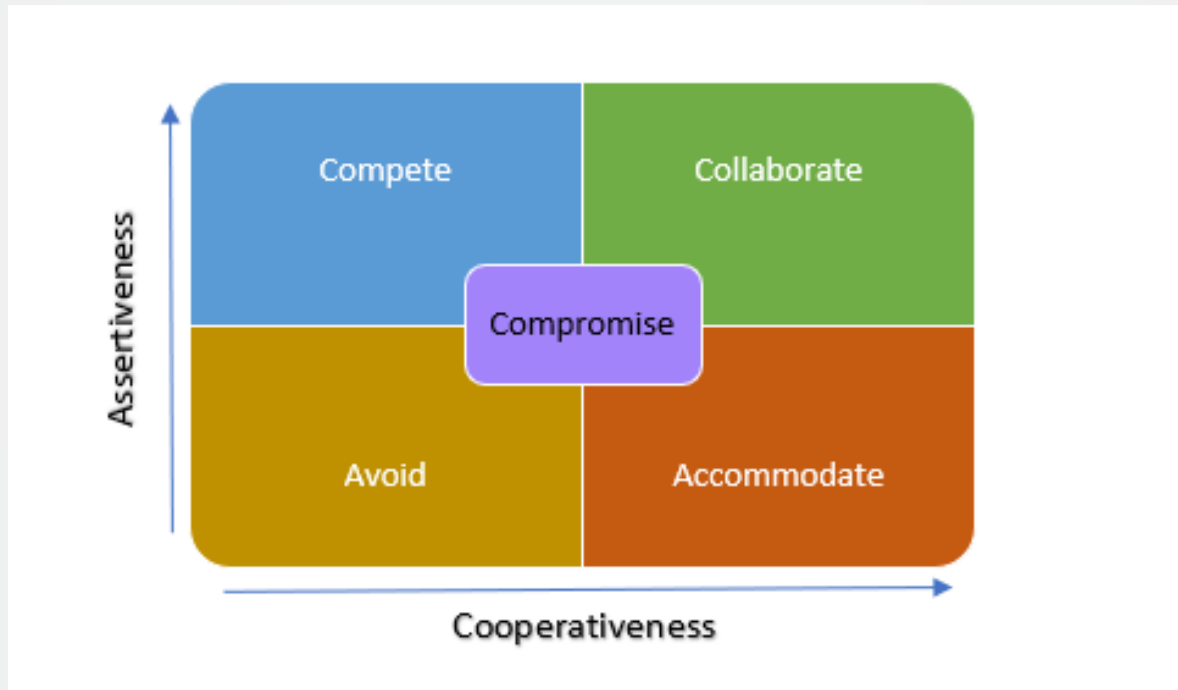 Compete
Collaborate
Compromise
Avoid
Accommodate
Assertiveness
Cooperativeness